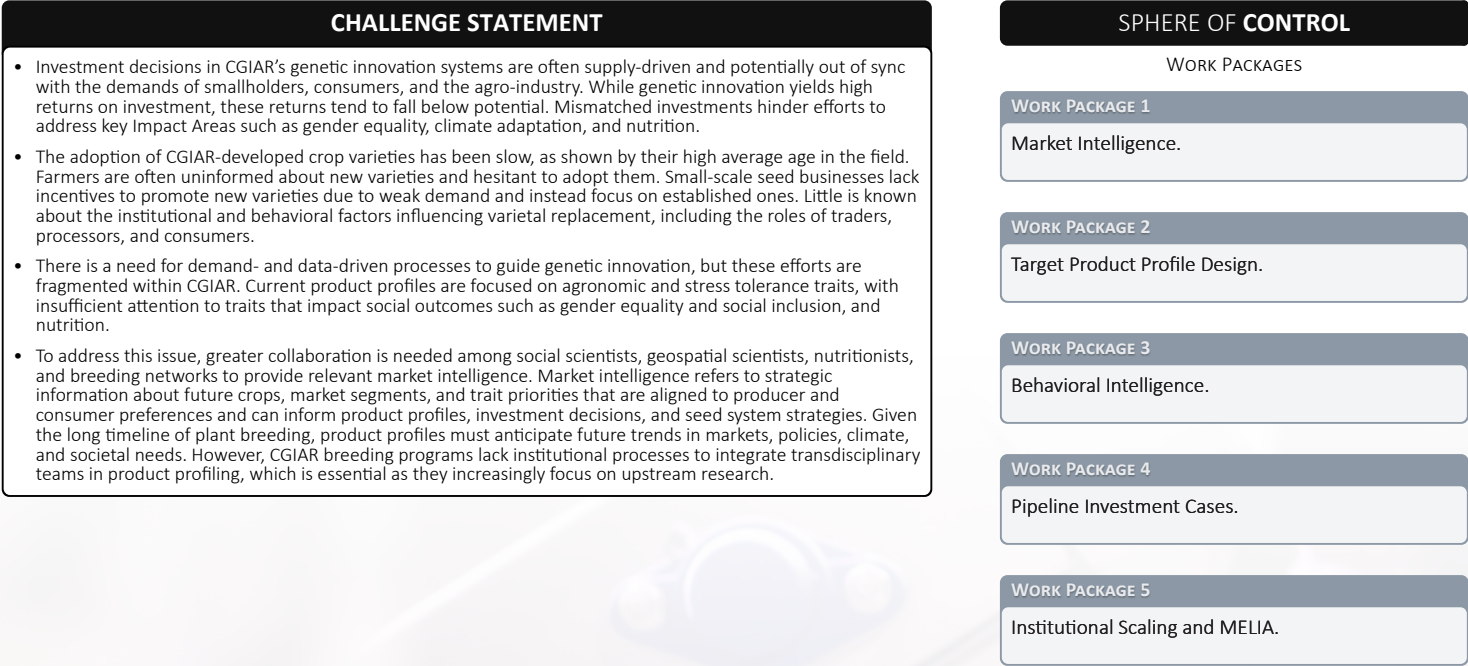 CHALLENGE STATEMENT
• Investment decisions in CGIAR's genetic innovation systems are often supply-driven and potentially out of sync
with the demands of smallholders, consumers, and the agro-industry. While genetic innovation yields high
returns on investment, these returns tend to fall below potential. Mismatched investments hinder efforts to
address key Impact Areas such as gender equality, climate adaptation, and nutrition.
• The adoption of CGIAR-developed crop varieties has been slow, as shown by their high average age in the field.
Farmers are often uninformed about new varieties and hesitant to adopt them. Small-scale seed businesses lack
incentives to promote new varieties due to weak demand and instead focus on established ones. Little is known
about the institutional and behavioral factors influencing varietal replacement, including the roles of traders,
processors, and consumers.
• There is a need for demand- and data-driven processes to guide genetic innovation, but these efforts are
fragmented within CGIAR. Current product profiles are focused on agronomic and stress tolerance traits, with
insufficient attention to traits that impact social outcomes such as gender equality and social inclusion, and
nutrition.
• To address this issue, greater collaboration is needed among social scientists, geospatial scientists, nutritionists,
and breeding networks to provide relevant market intelligence. Market intelligence refers to strategic
information about future crops, market segments, and trait priorities that are aligned to producer and
consumer preferences and can inform product profiles, investment decisions, and seed system strategies. Given
the long timeline of plant breeding, product profiles must anticipate future trends in markets, policies, climate,
and societal needs. However, CGIAR breeding programs lack institutional processes to integrate transdisciplinary
teams in product profiling, which is essential as they increasingly focus on upstream research.
SPHERE OF CONTROL
WORK PACKAGES
WORK PACKAGE 1
Market Intelligence.
WORK PACKAGE 2
Target Product Profile Design.
WORK PACKAGE 3
Behavioral Intelligence.
WORK PACKAGE 4
Pipeline Investment Cases.
WORK PACKAGE 5
Institutional Scaling and MELIA.